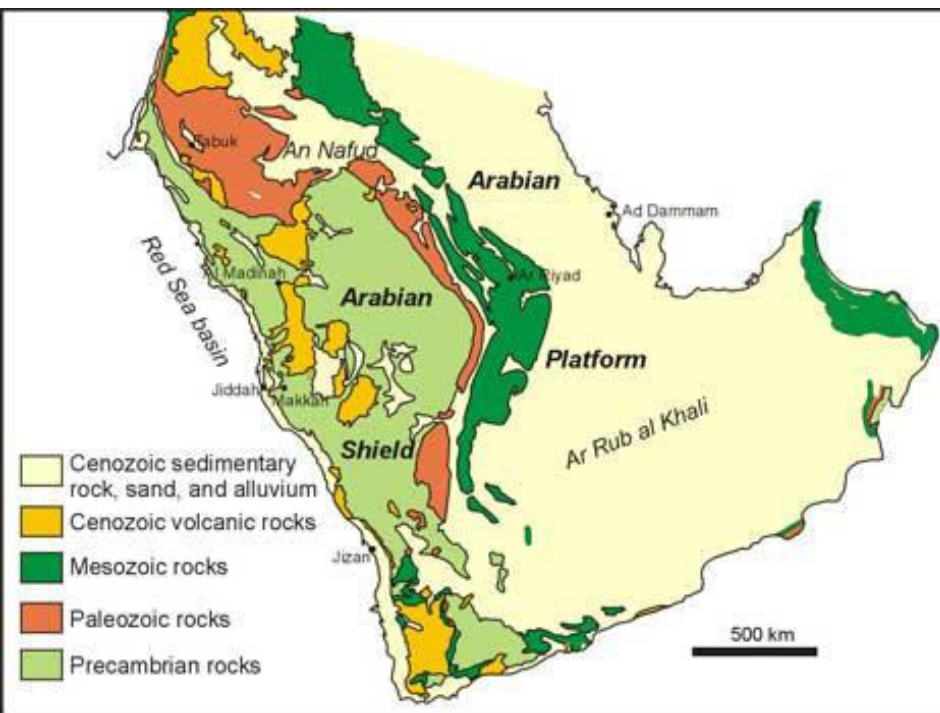 Tabuk
An Nafud
Arabian
Ad Dammam
Red Sea basin
Al Madinah
Ar Riyad
Arabian
Platform
Jiddah
Makkah
Ar Rub al Khali
Shield
Cenozoic sedimentary
rock, sand, and alluvium
Cenozoic volcanic rocks
Mesozoic rocks
Jizan
Paleozoic rocks
500 km
Precambrian rocks